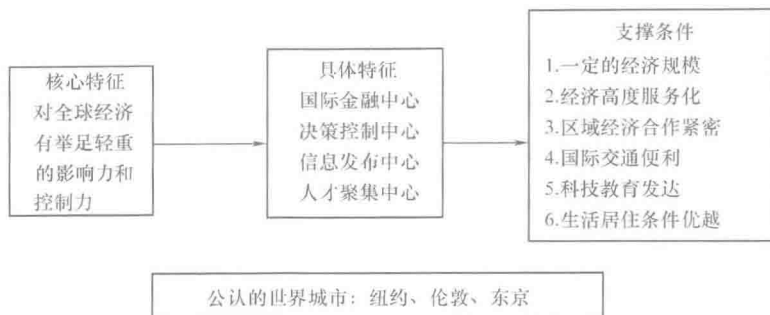 核心特征
对全球经济
有举足轻重
的影响力和
控制力
具体特征
国际金融中心
决策控制中心
信息发布中心
人才聚集中心
支撑条件
1.一定的经济规模
2.经济高度服务化
3.区域经济合作紧密
4.国际交通便利
5.科技教育发达
6.生活居住条件优越
公认的世界城市：纽约、伦敦、东京